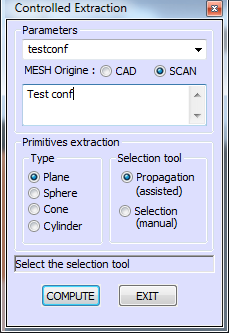 Controlled Extraction
Parameters
testconf
MESH Origine : CAD SCAN
Test conf
Primitives extraction
Type
Plane
Sphere
Cone
Cylinder
Selection tool
Propagation
(assisted)
Selection
(manual)
Select the selection tool
COMPUTE EXIT